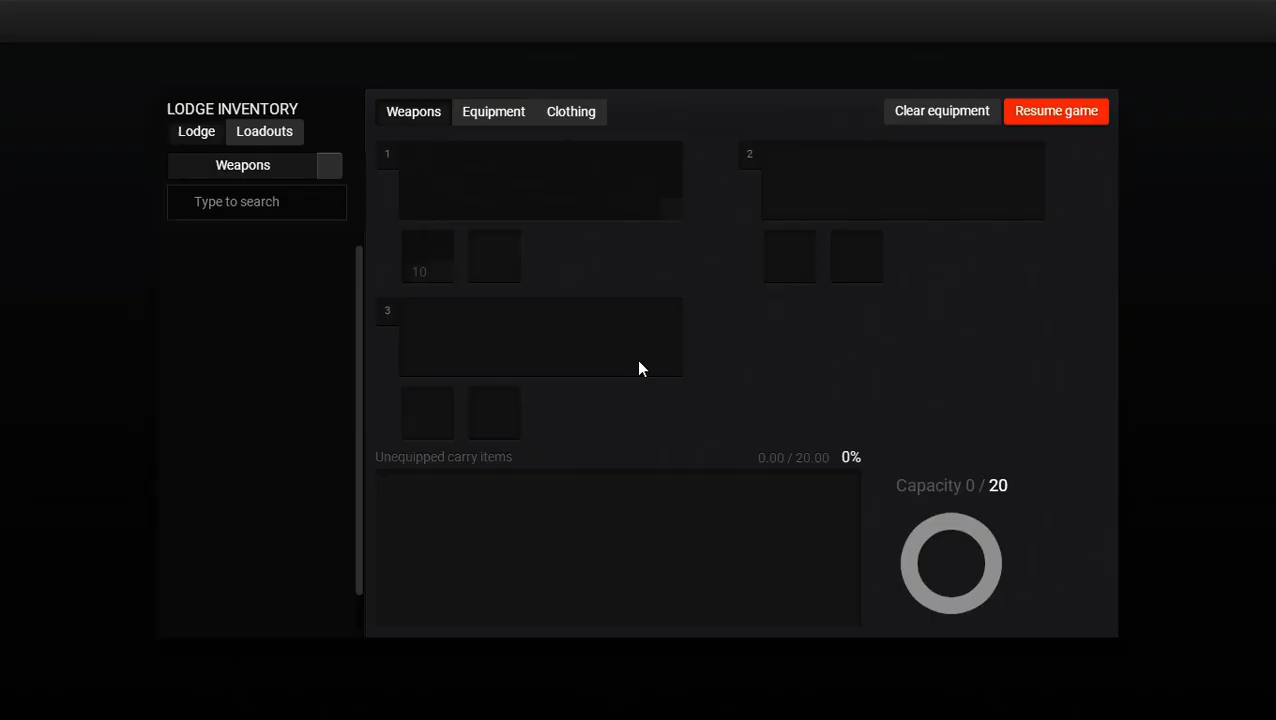 LODGE INVENTORY
Lodge Loadouts
Weapons
Type to search
Weapons Equipment Clothing
Clear equipment Resume game
1
2
10
3
Unequipped carry items
0.00 / 20.00 0%
Capacity 0 / 20